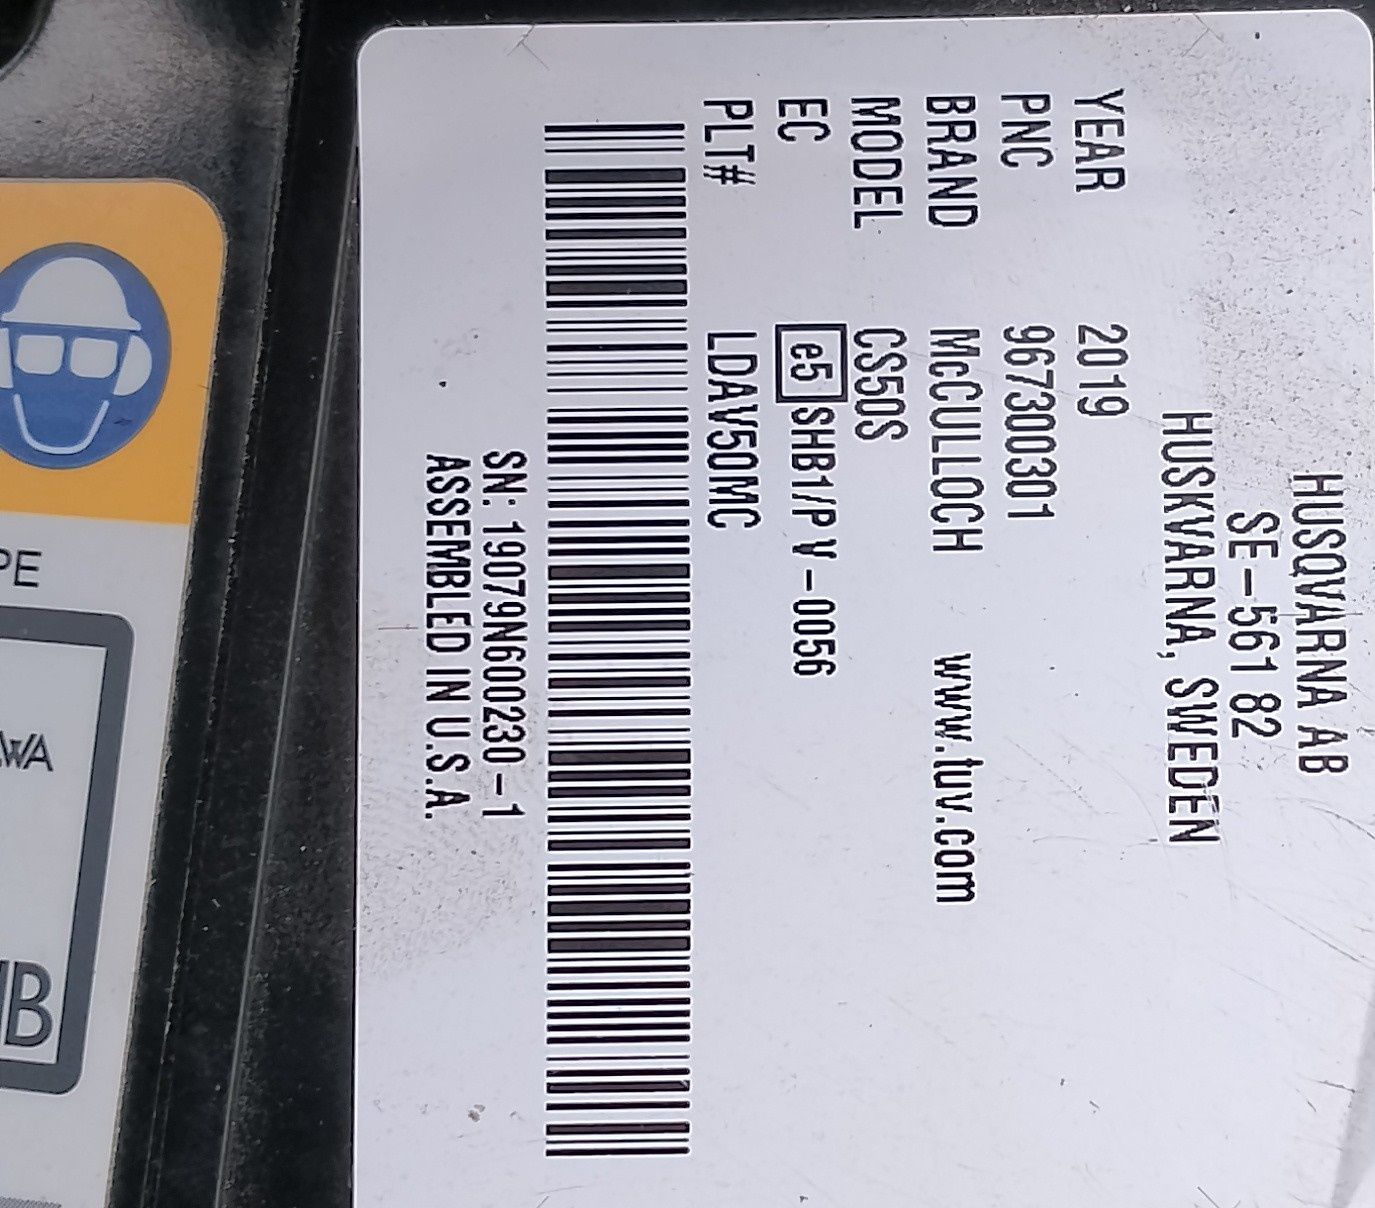 HUSQVARNA AB
SE-561 82
HUSKVARNA, SWEDEN
YEAR 2019
PNC 967300301
BRAND McCULLOCH www.tuv.com
MODEL CS50S
EC e5 SHB1/P V-0056
PLT# LDAV50MC
SN: 19079N600230-1
ASSEMBLED IN U.S.A.